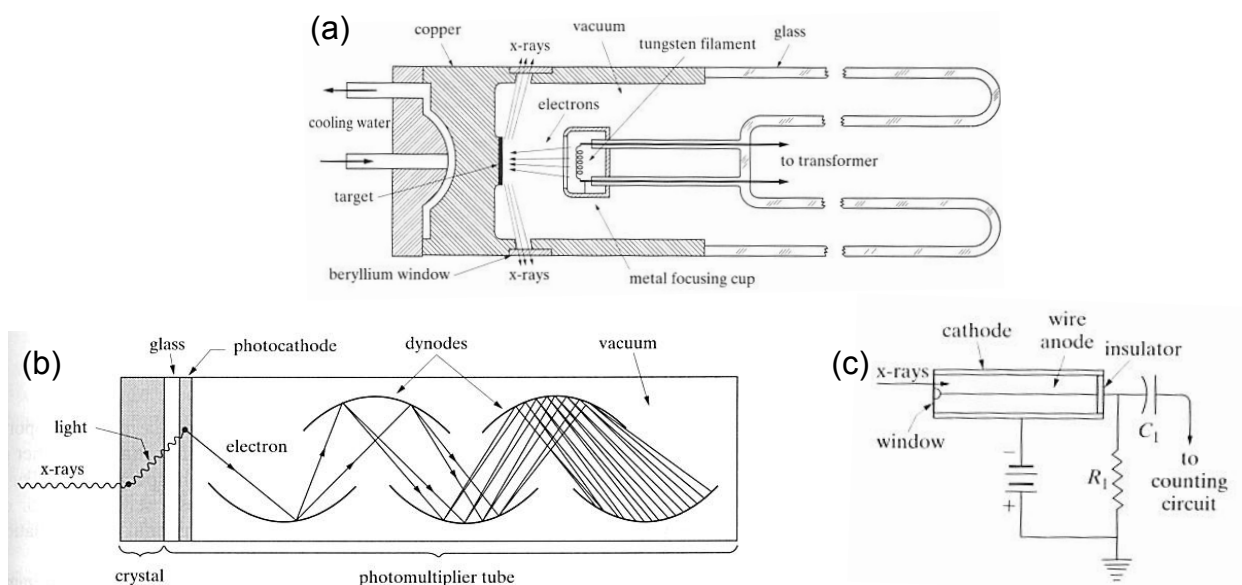 (a)
copper
x-rays
vacuum
tungsten filament
glass
electrons
cooling water
to transformer
target
beryllium window
x-rays
metal focusing cup
(b)
glass
photocathode
dynodes
vacuum
light
electron
x-rays
crystal
photomultiplier tube
(c)
cathode
wire
anode
insulator
x-rays
window
−
+
R1
C1
to
counting
circuit